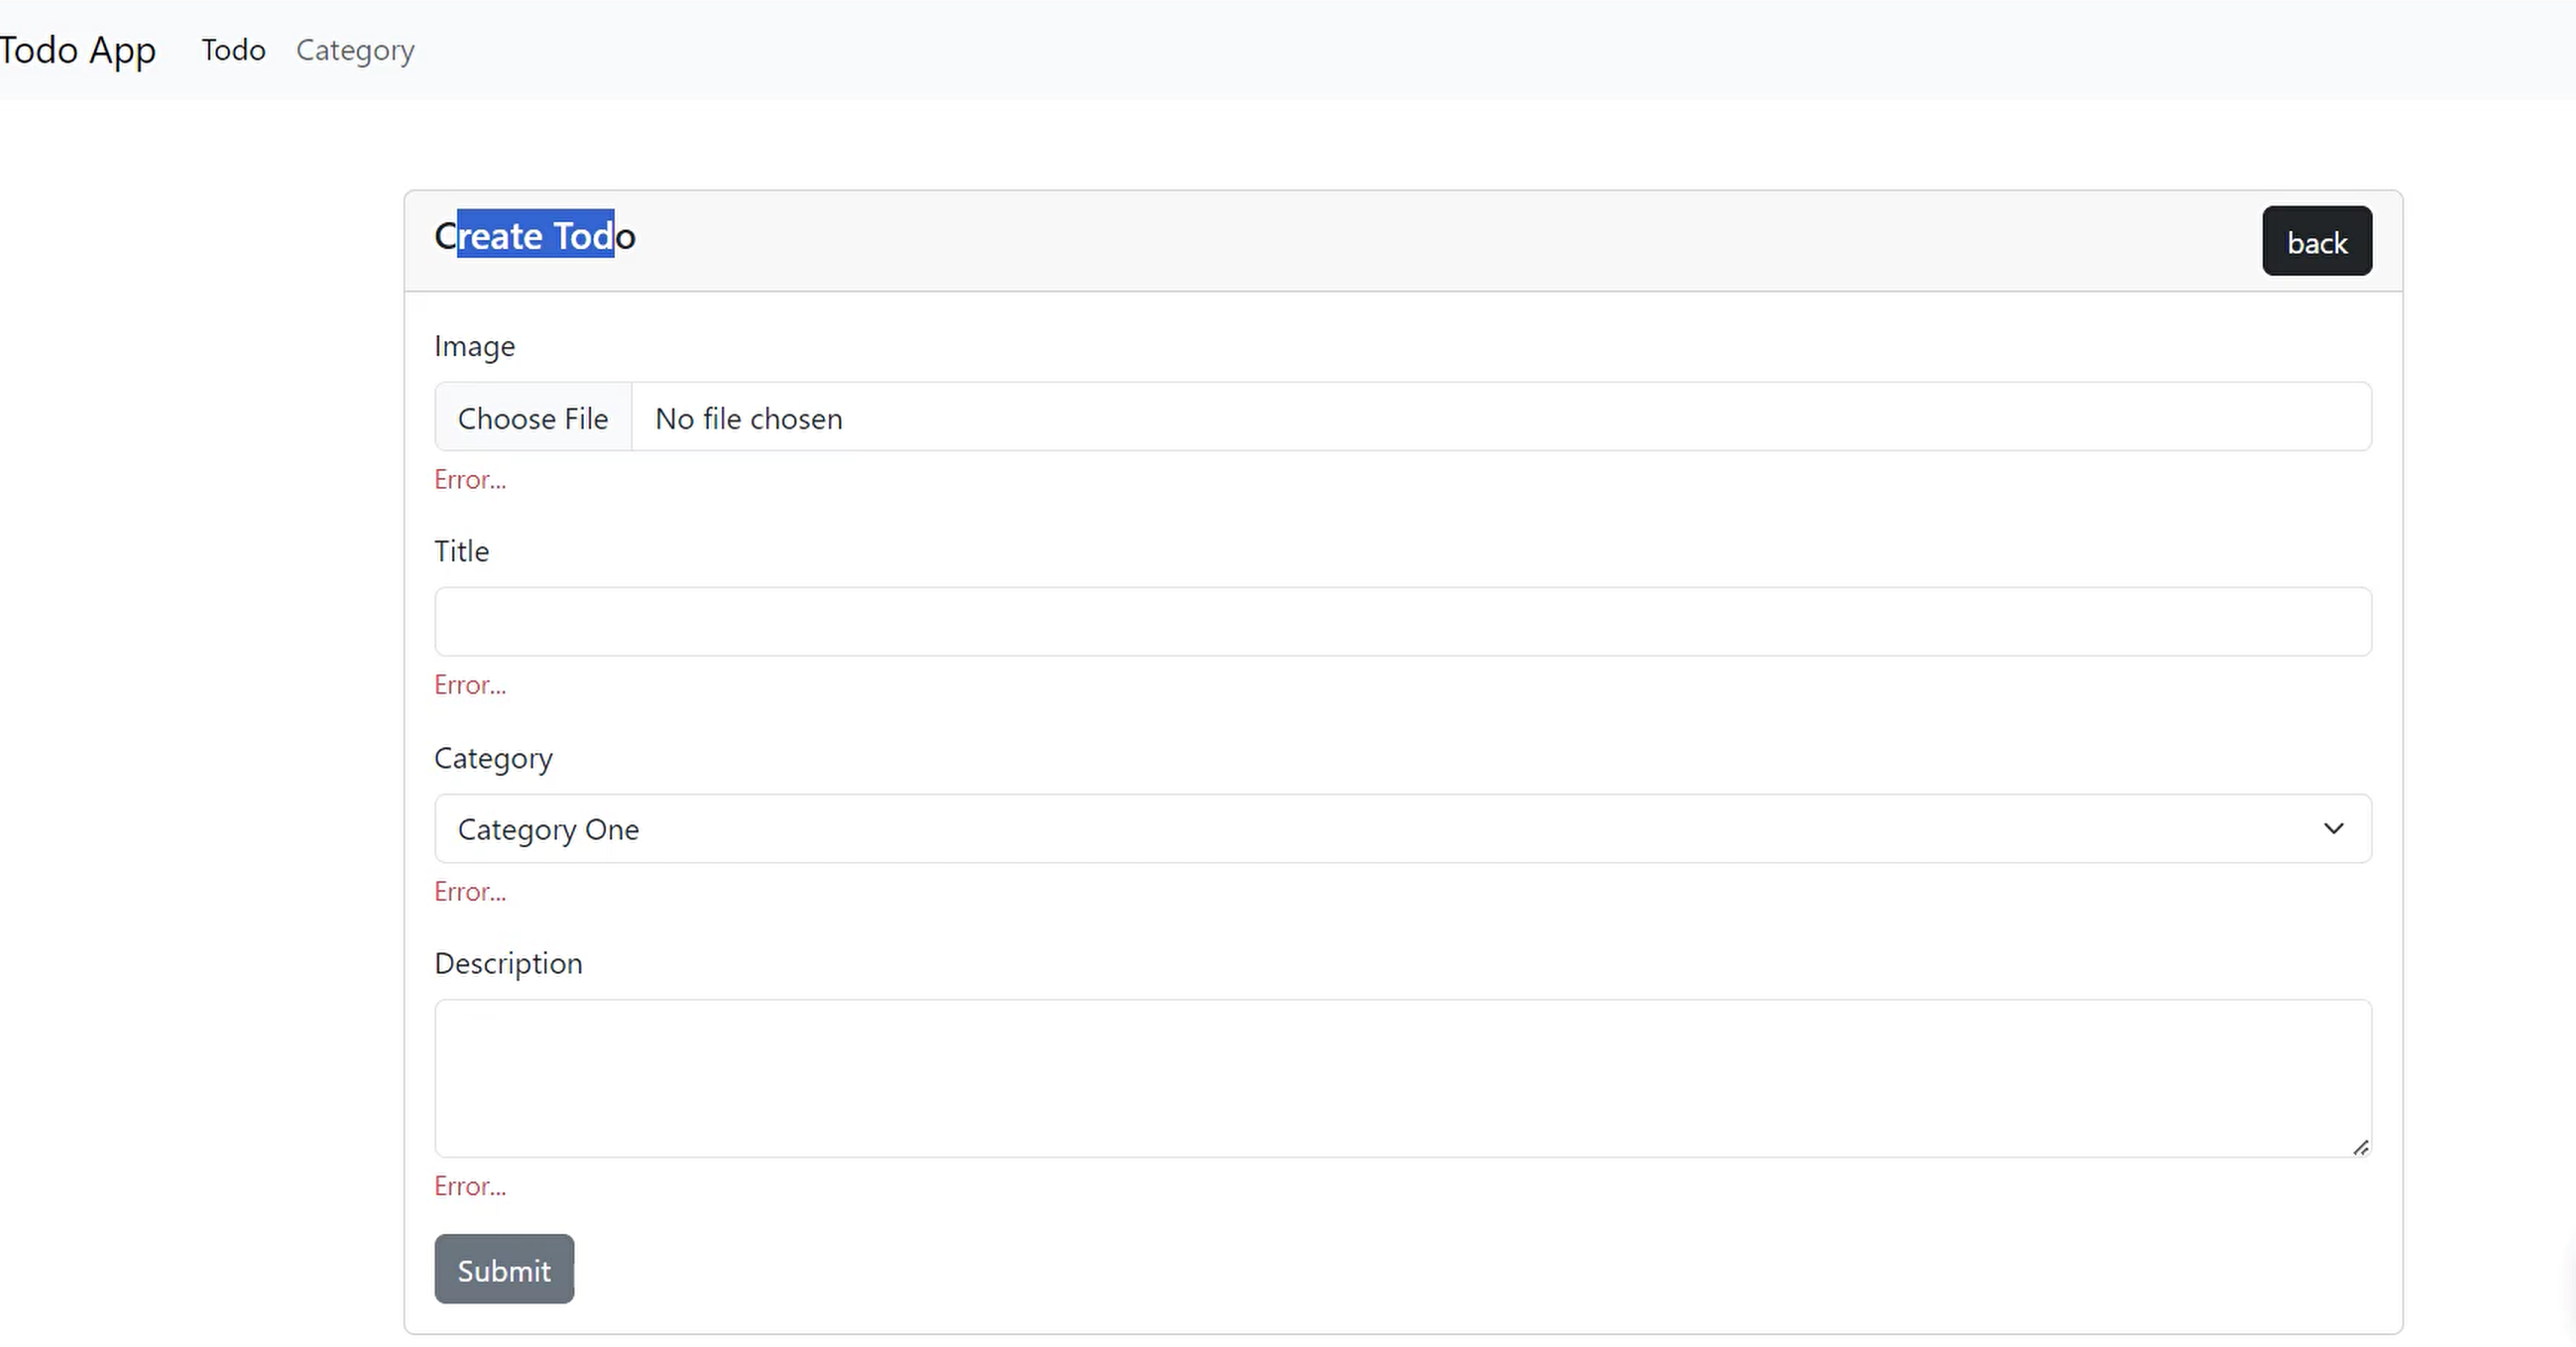 Todo App Todo Category
Create Todo back
Image
Choose File No file chosen
Error...
Title
Error...
Category
Category One
Error...
Description
Error...
Submit